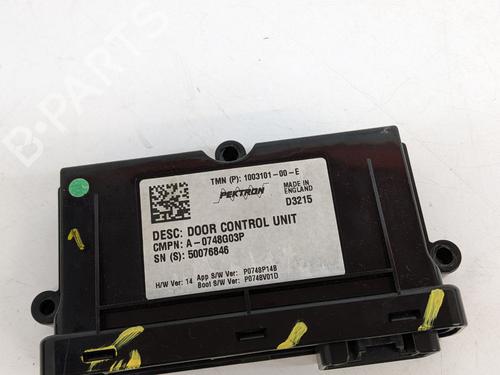 TMN (P): 1003101-00-E
PEKTRON
MADE IN
ENGLAND
D3215
DESC: DOOR CONTROL UNIT
CMPN: A-0748G03P
SN (S): 50076846
H/W Ver: 14 App S/W Ver: P0748P14B
Boot S/W Ver: P0748V01D
B-PARTS